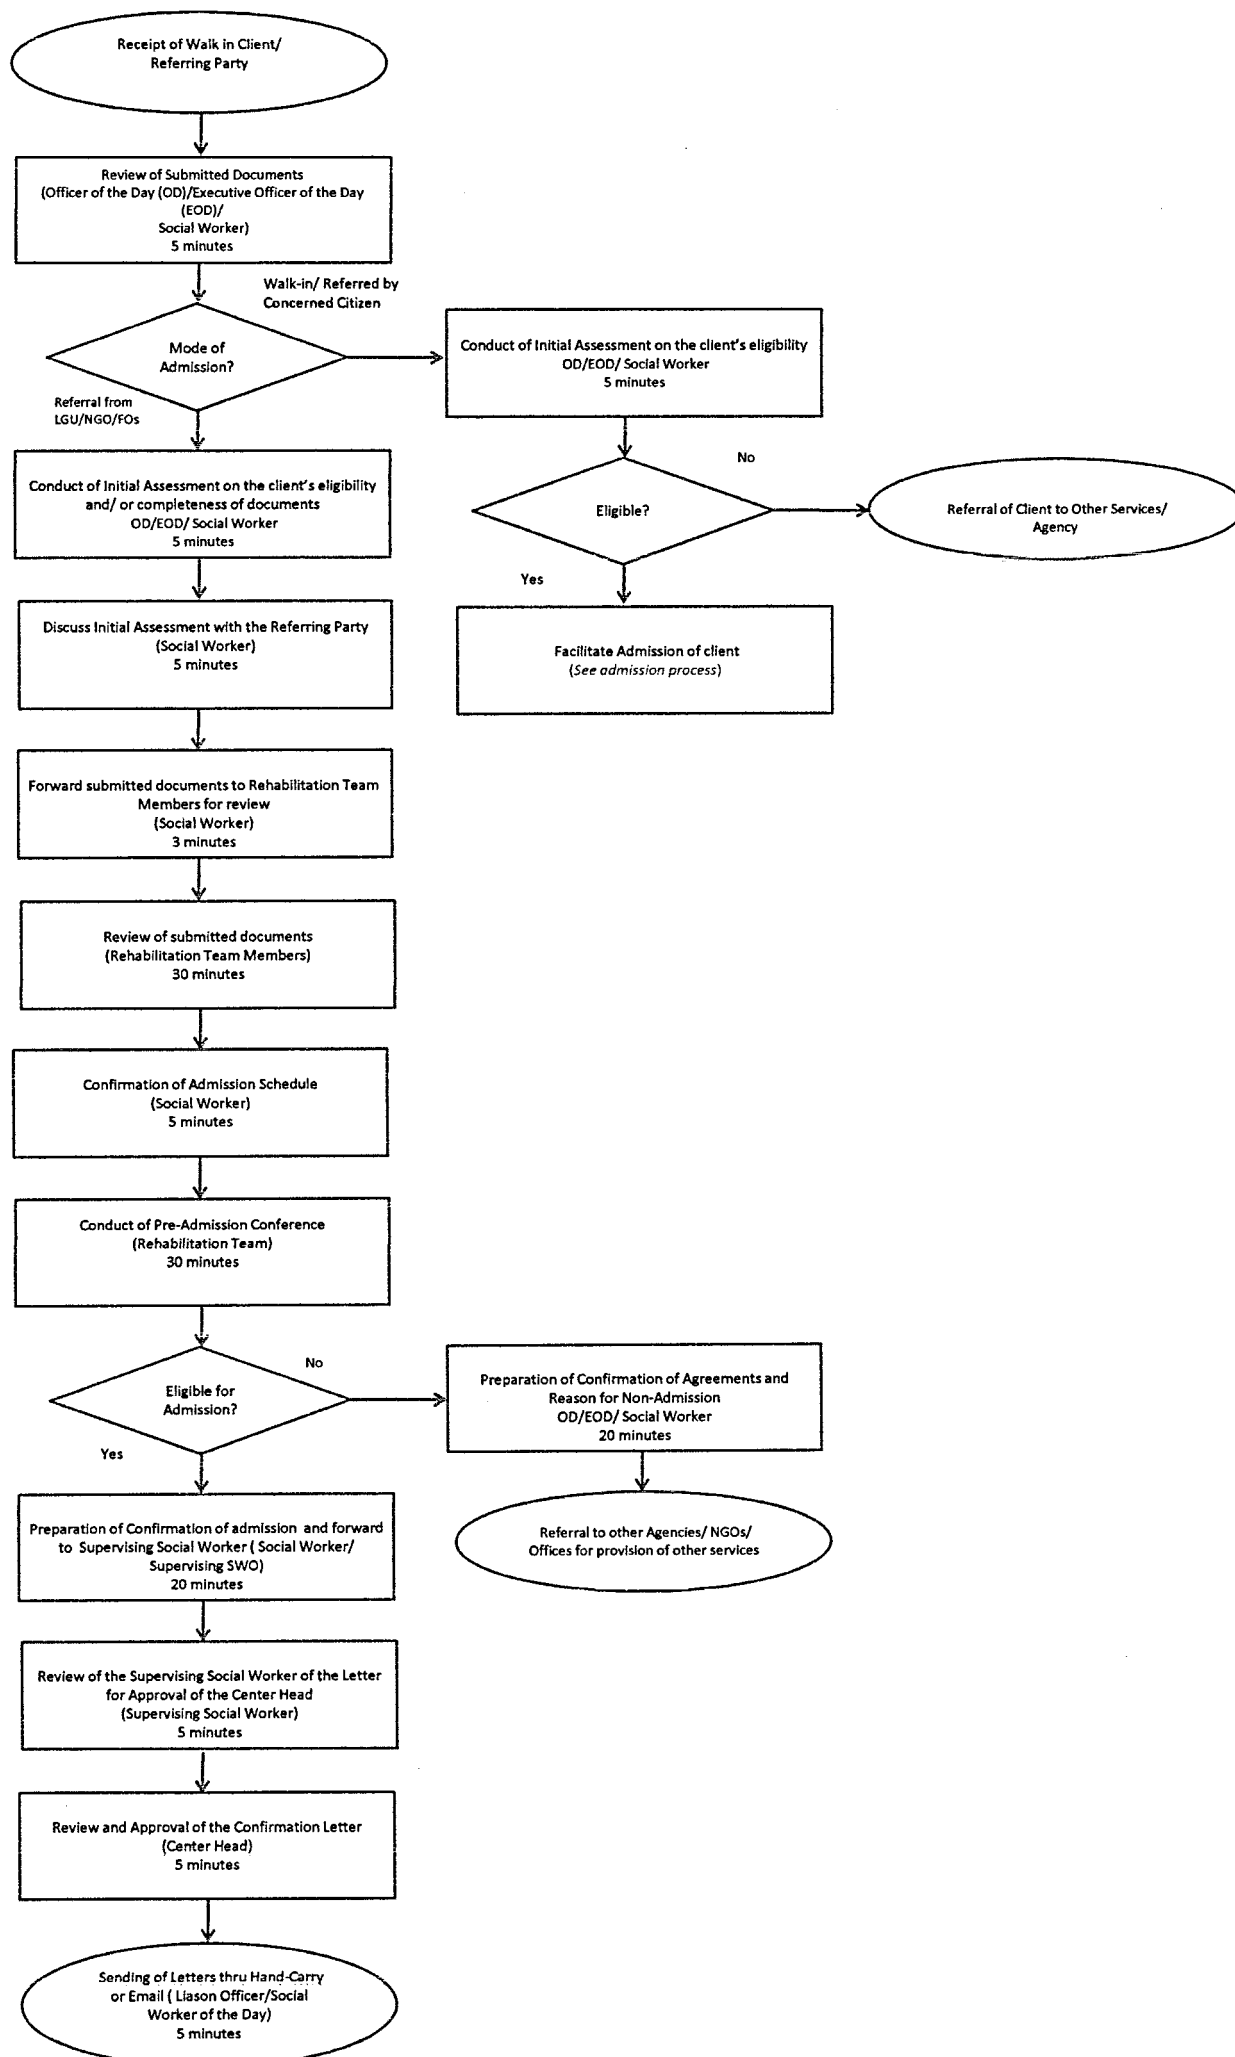 Receipt of Walk in Client/
Referring Party
Review of Submitted Documents
(Officer of the Day (OD)/Executive Officer of the Day
(EOD)/
Social Worker)
5 minutes
Walk-in/ Referred by
Concerned Citizen
Mode of
Admission?
Conduct of Initial Assessment on the client's eligibility
OD/EOD/ Social Worker
5 minutes
Referral from
LGU/NGO/FOs
Conduct of Initial Assessment on the client's eligibility
and/ or completeness of documents
OD/EOD/ Social Worker
5 minutes
No
Eligible?
Referral of Client to Other Services/
Agency
Yes
Discuss Initial Assessment with the Referring Party
(Social Worker)
5 minutes
Facilitate Admission of client
(See admission process)
Forward submitted documents to Rehabilitation Team
Members for review
(Social Worker)
3 minutes
Review of submitted documents
(Rehabilitation Team Members)
30 minutes
Confirmation of Admission Schedule
(Social Worker)
5 minutes
Conduct of Pre-Admission Conference
(Rehabilitation Team)
30 minutes
No
Eligible for
Admission?
Preparation of Confirmation of Agreements and
Reason for Non-Admission
OD/EOD/ Social Worker
20 minutes
Yes
Preparation of Confirmation of admission and forward
to Supervising Social Worker ( Social Worker/
Supervising SWO)
20 minutes
Referral to other Agencies/ NGOs/
Offices for provision of other services
Review of the Supervising Social Worker of the Letter
for Approval of the Center Head
(Supervising Social Worker)
5 minutes
Review and Approval of the Confirmation Letter
(Center Head)
5 minutes
Sending of Letters thru Hand-Carry
or Email ( Liason Officer/Social
Worker of the Day)
5 minutes